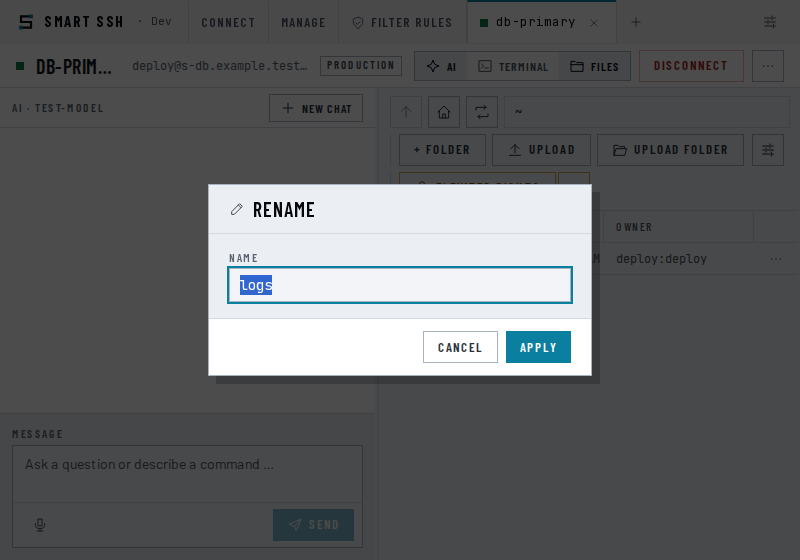 SMART SSH · Dev CONNECT MANAGE FILTER RULES db-primary
DB-PRIM... deploy@s-db.example.test... PRODUCTION AI TERMINAL FILES DISCONNECT
AI · TEST-MODEL NEW CHAT ~
+ FOLDER UPLOAD UPLOAD FOLDER
RENAME
OWNER
NAME
deploy:deploy
logs
CANCEL APPLY
MESSAGE
Ask a question or describe a command ...
SEND